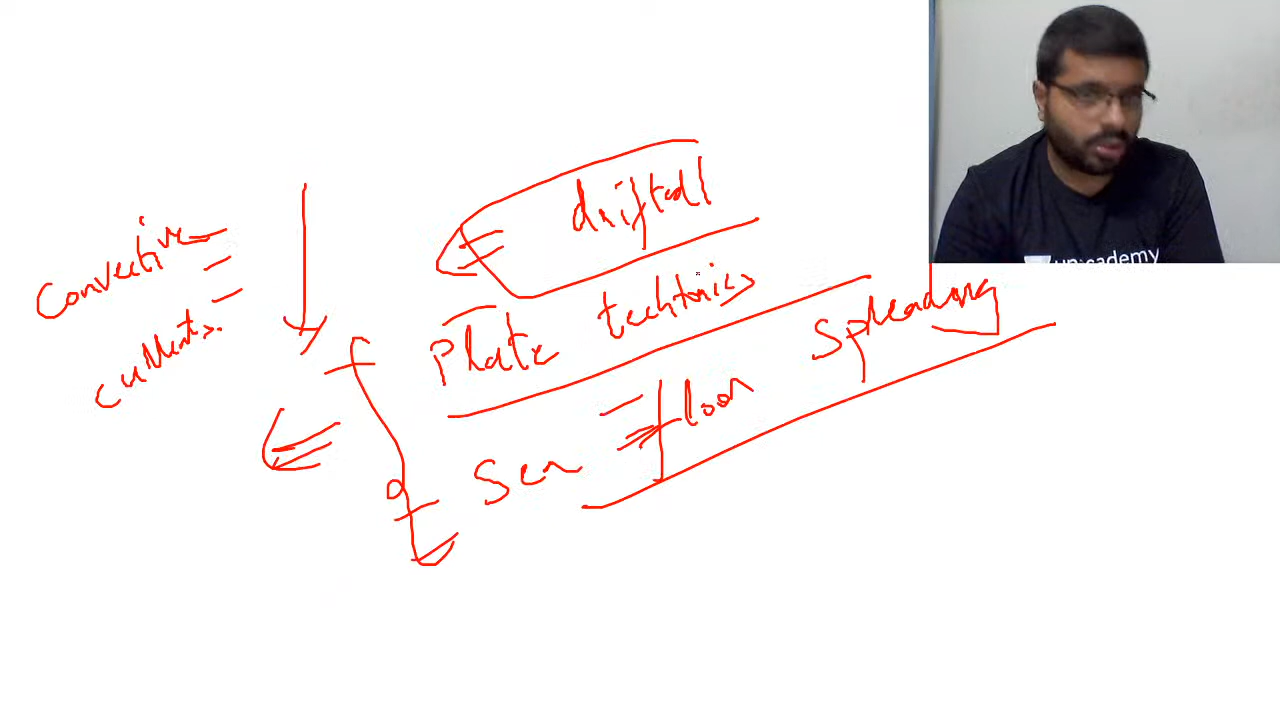 drifted
Convective
currents.
Plate techtonics
Sea floor Spreading
unacademy